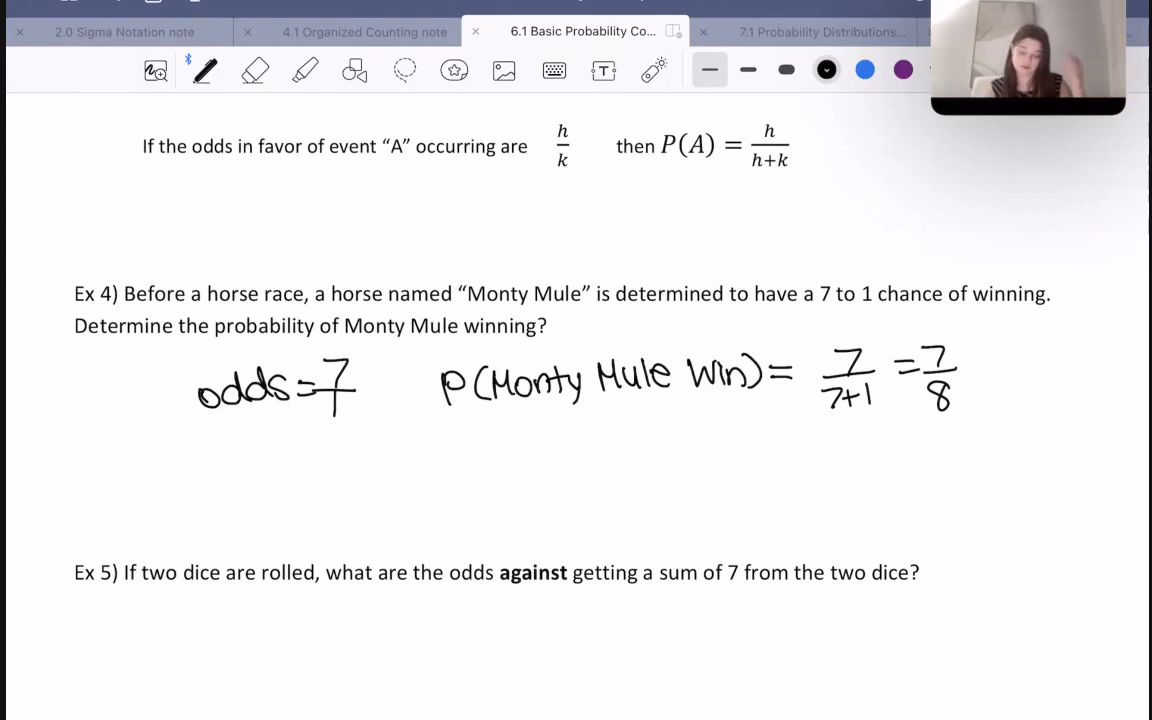 2.0 Sigma Notation note
4.1 Organized Counting note
6.1 Basic Probability Co...
7.1 Probability Distributions...
If the odds in favor of event “A” occurring are h/k then P(A) = h/(h+k)
Ex 4) Before a horse race, a horse named “Monty Mule” is determined to have a 7 to 1 chance of winning.
Determine the probability of Monty Mule winning?
odds = 7/1 P(Monty Mule Win) = 7/(7+1) = 7/8
Ex 5) If two dice are rolled, what are the odds against getting a sum of 7 from the two dice?